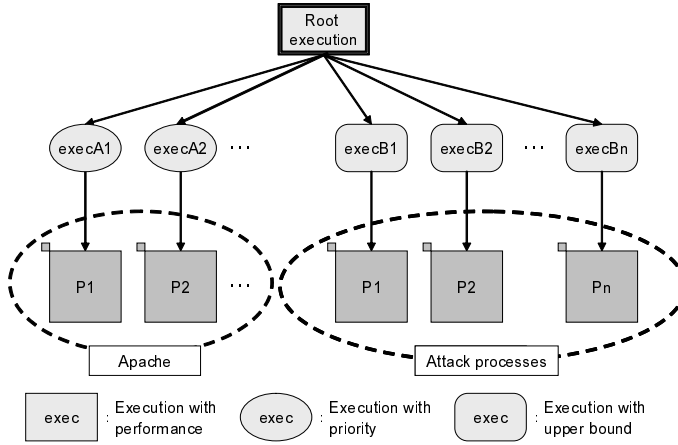 Root
execution
execA1
execA2
...
execB1
execB2
...
execBn
P1
P2
...
P1
P2
Pn
Apache
Attack processes
exec
: Execution with
performance
exec
: Execution with
priority
exec
: Execution with
upper bound